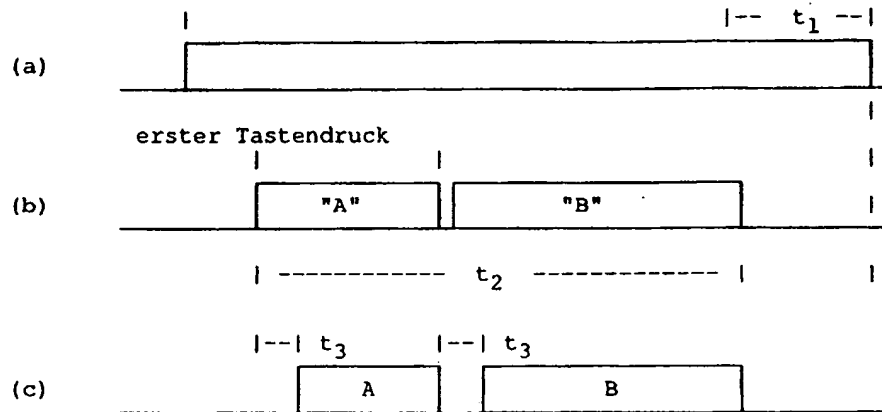 |-- t1 --|
(a)
erster Tastendruck
(b) "A" "B"
| ---------- t2 ------------- |
|--| t3 |--| t3
(c) A B